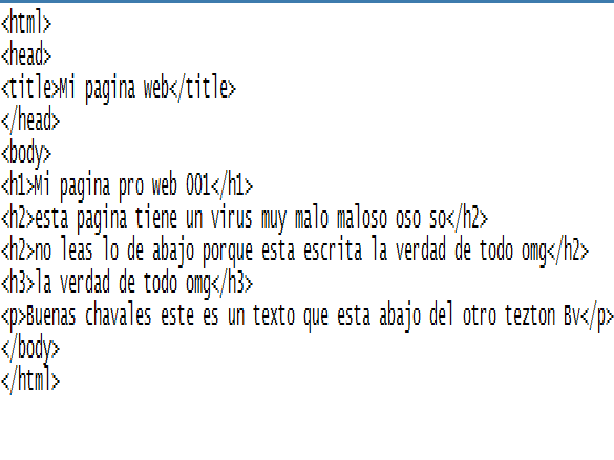 <html>
<head>
<title>Mi pagina web</title>
</head>
<body>
<h1>Mi pagina pro web 001</h1>
<h2>esta pagina tiene un virus muy malo maloso oso so</h2>
<h2>no leas lo de abajo porque esta escrita la verdad de todo omg</h2>
<h3>la verdad de todo omg</h3>
<p>Buenas chavales este es un texto que esta abajo del otro tezton Bv</p>
</body>
</html>